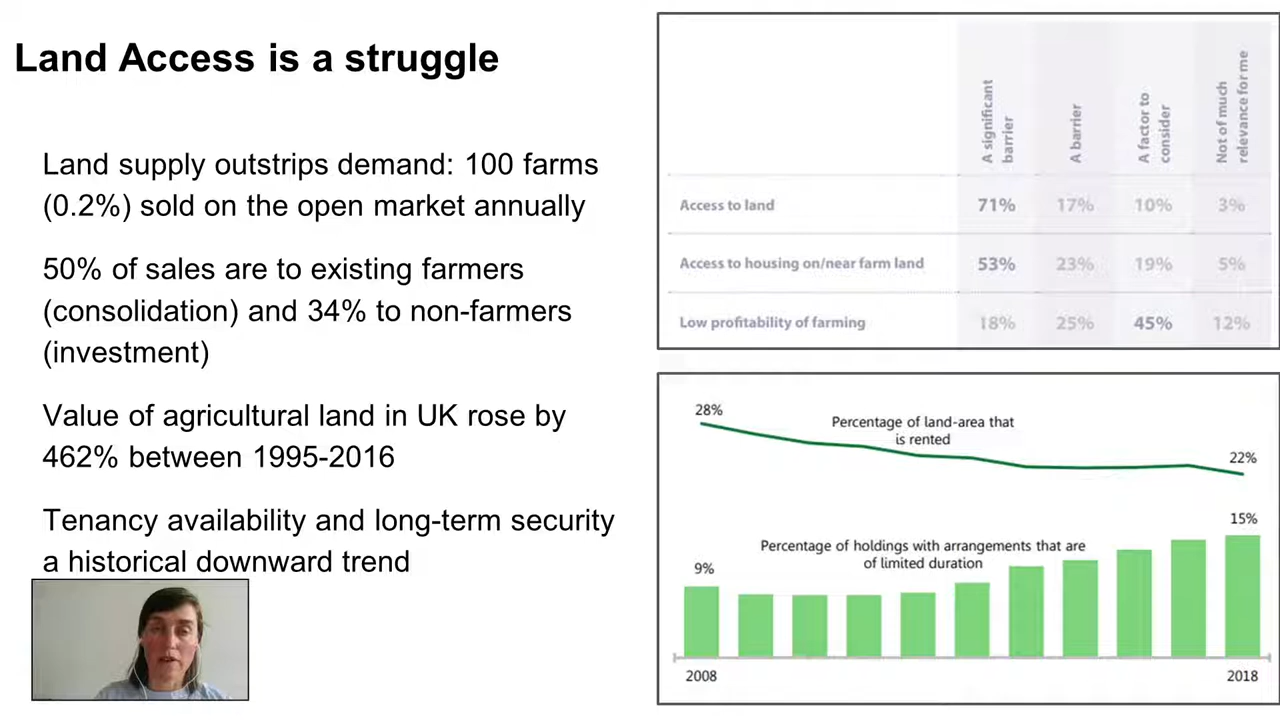 Land Access is a struggle
Land supply outstrips demand: 100 farms
(0.2%) sold on the open market annually
50% of sales are to existing farmers
(consolidation) and 34% to non-farmers
(investment)
Value of agricultural land in UK rose by
462% between 1995-2016
Tenancy availability and long-term security
a historical downward trend
A significant
barrier
A barrier
A factor to
consider
Not of much
relevance for me
Access to land 71% 17% 10% 3%
Access to housing on/near farm land 53% 23% 19% 5%
Low profitability of farming 18% 25% 45% 12%
28%
Percentage of land-area that
is rented
22%
15%
Percentage of holdings with arrangements that are
of limited duration
9%
2008
2018